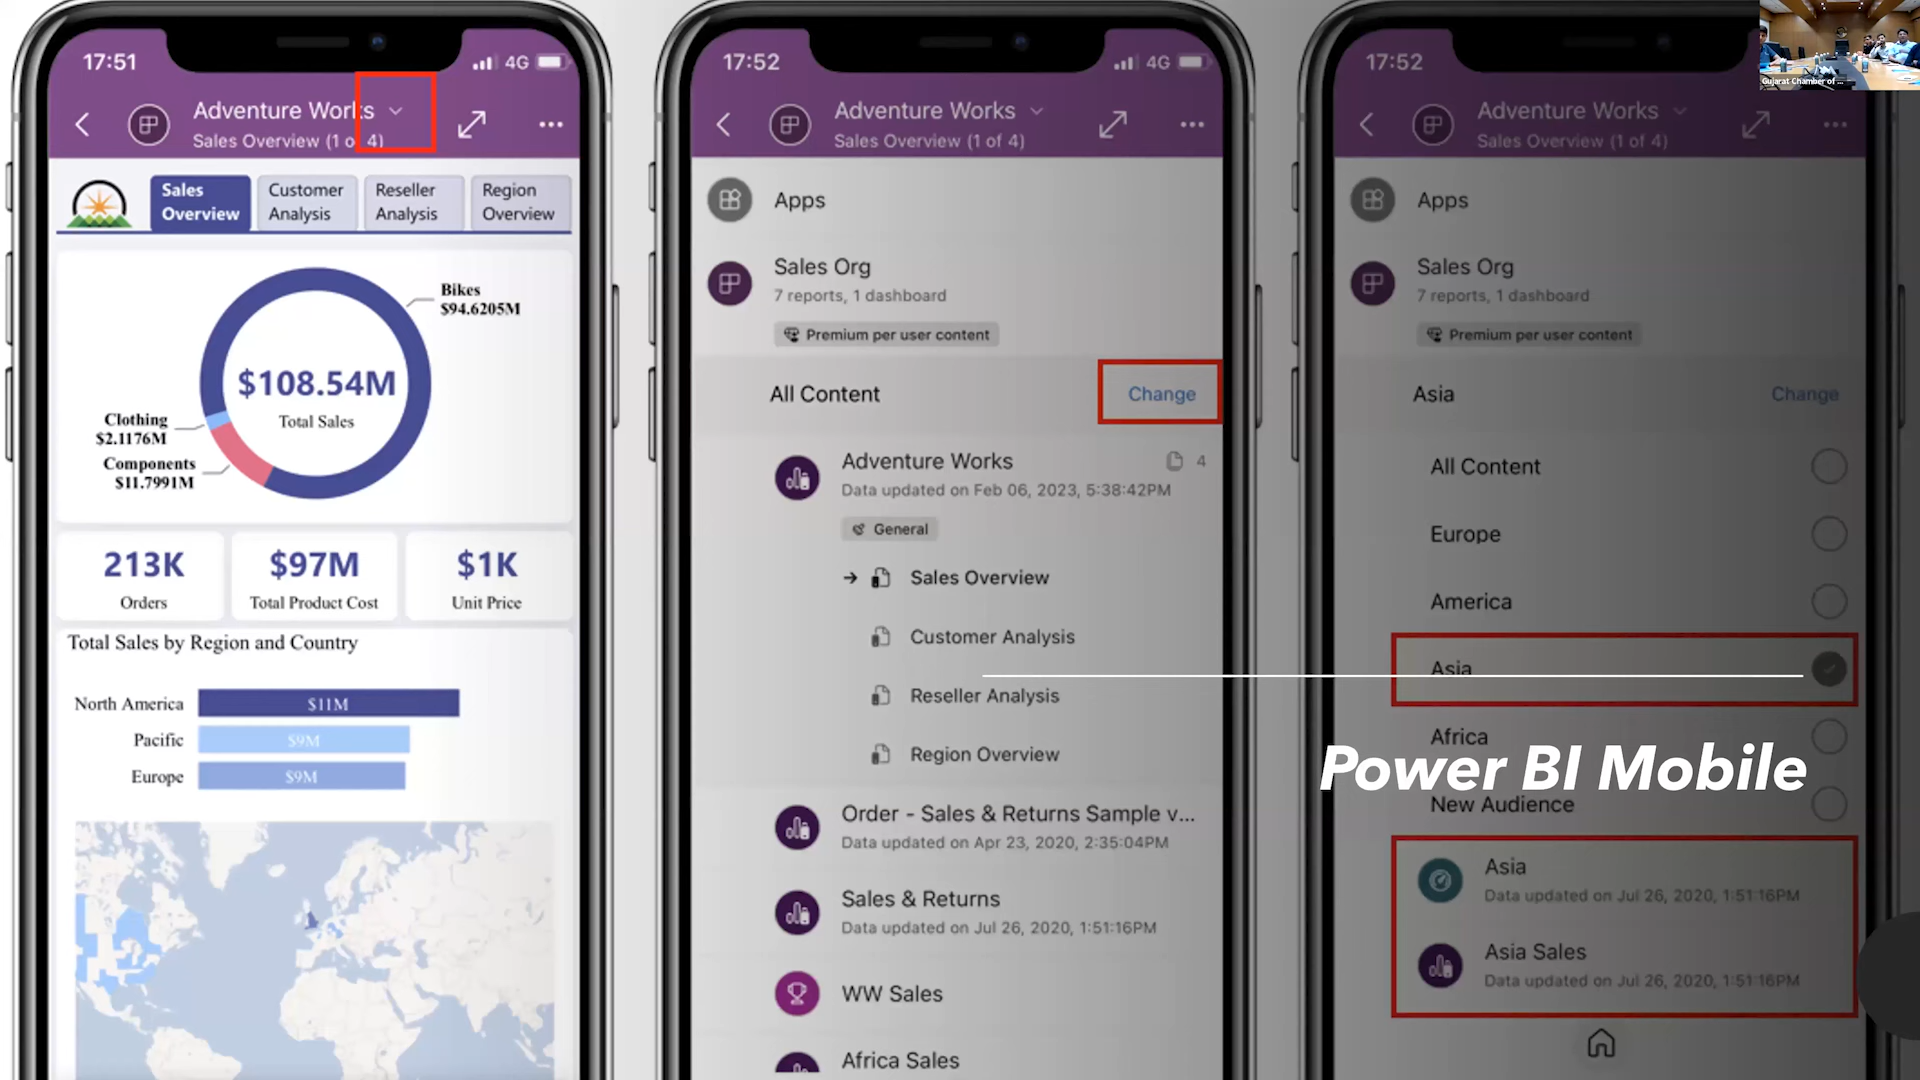 17:51
4G
Adventure Works
Sales Overview (1 of 4)
Sales Overview
Customer Analysis
Reseller Analysis
Region Overview
Bikes
$94.6205M
$108.54M
Total Sales
Clothing
$2.1176M
Components
$11.7991M
213K
Orders
$97M
Total Product Cost
$1K
Unit Price
Total Sales by Region and Country
North America
$11M
Pacific
$9M
Europe
$9M
17:52
4G
Adventure Works
Sales Overview (1 of 4)
Apps
Sales Org
7 reports, 1 dashboard
Premium per user content
All Content
Change
Adventure Works
4
Data updated on Feb 06, 2023, 5:38:42PM
General
Sales Overview
Customer Analysis
Reseller Analysis
Region Overview
Order - Sales & Returns Sample v...
Data updated on Apr 23, 2020, 2:35:04PM
Sales & Returns
Data updated on Jul 26, 2020, 1:51:16PM
WW Sales
Africa Sales
17:52
Adventure Works
Sales Overview (1 of 4)
Apps
Sales Org
7 reports, 1 dashboard
Premium per user content
Asia
Change
All Content
Europe
America
Asia
Africa
Power BI Mobile
New Audience
Asia
Data updated on Jul 26, 2020, 1:51:16PM
Asia Sales
Data updated on Jul 26, 2020, 1:51:16PM
Gujarat Chamber of ...